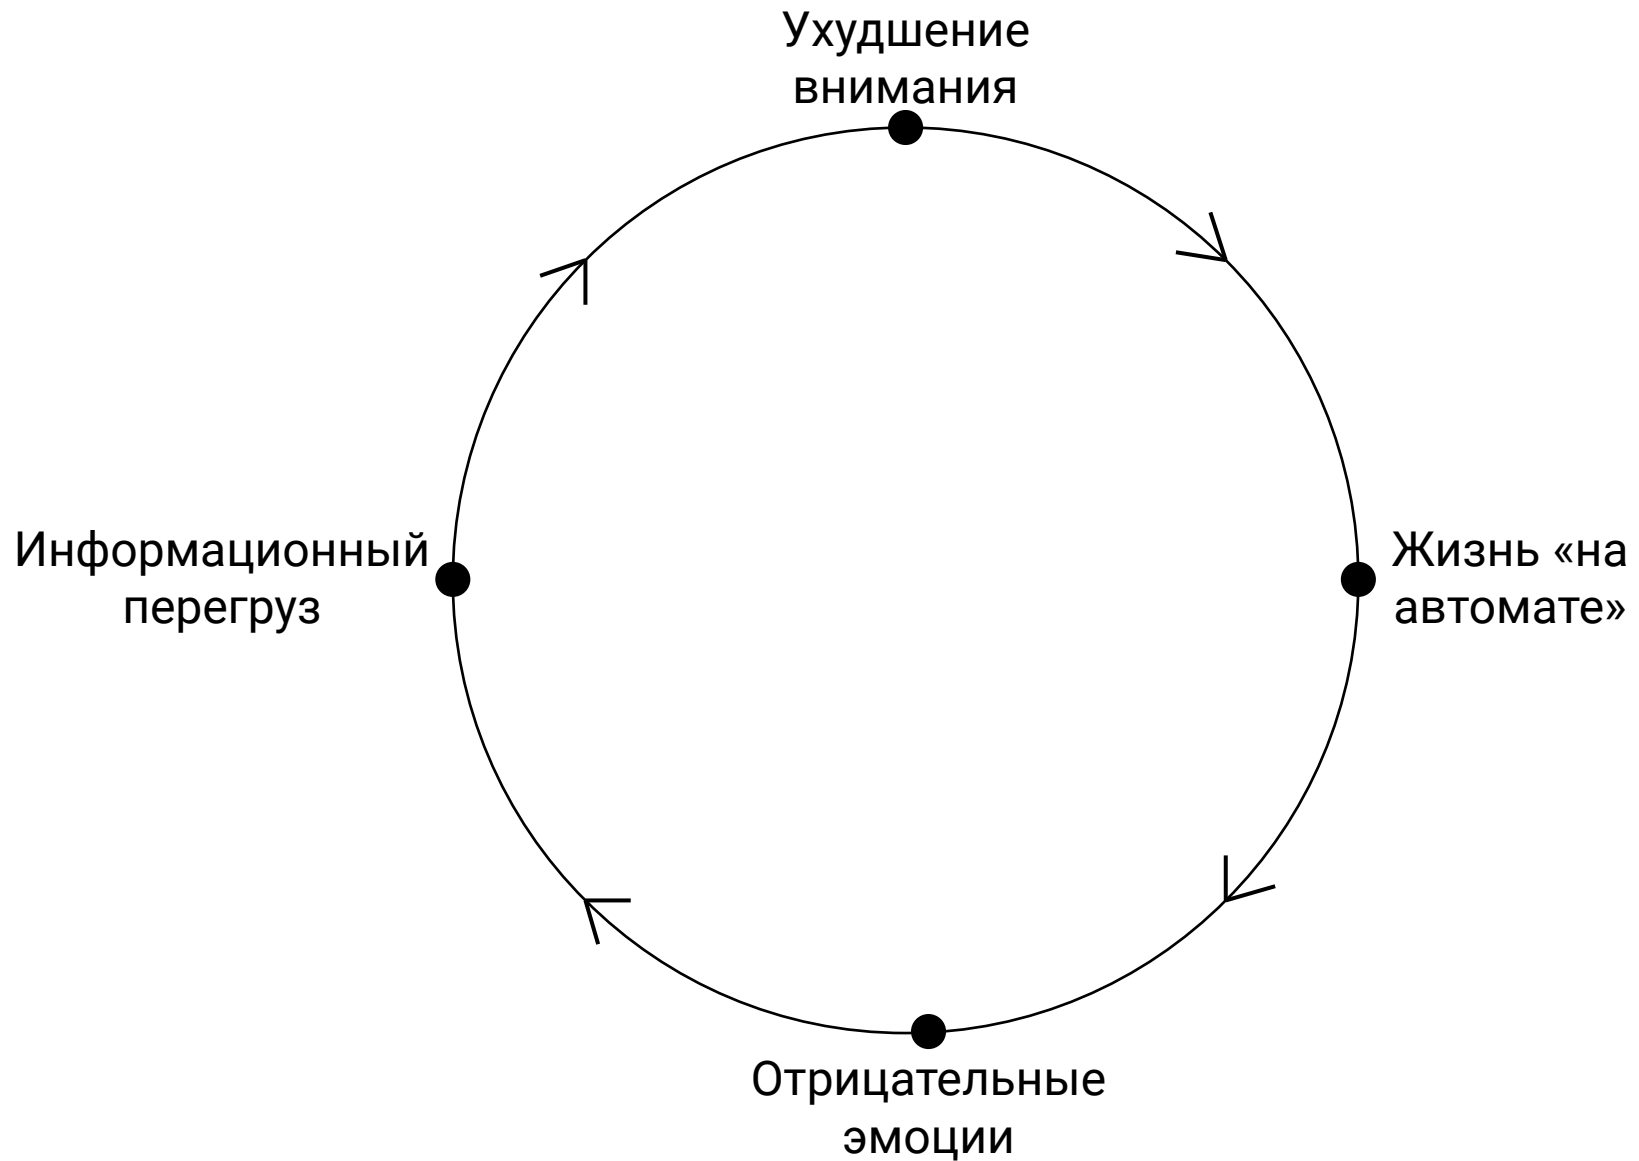 Ухудшение
внимания
Информационный
перегруз
Жизнь «на
автомате»
Отрицательные
эмоции